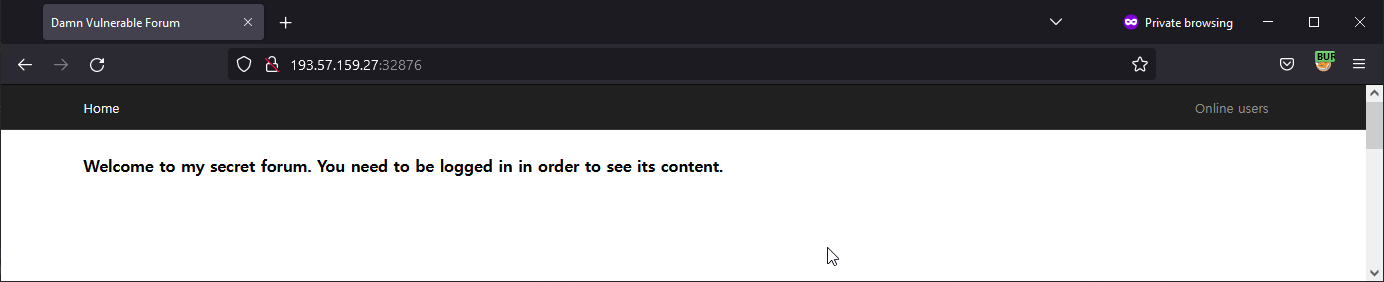 Damn Vulnerable Forum
Private browsing
193.57.159.27:32876
BUR
Home
Online users
Welcome to my secret forum. You need to be logged in in order to see its content.